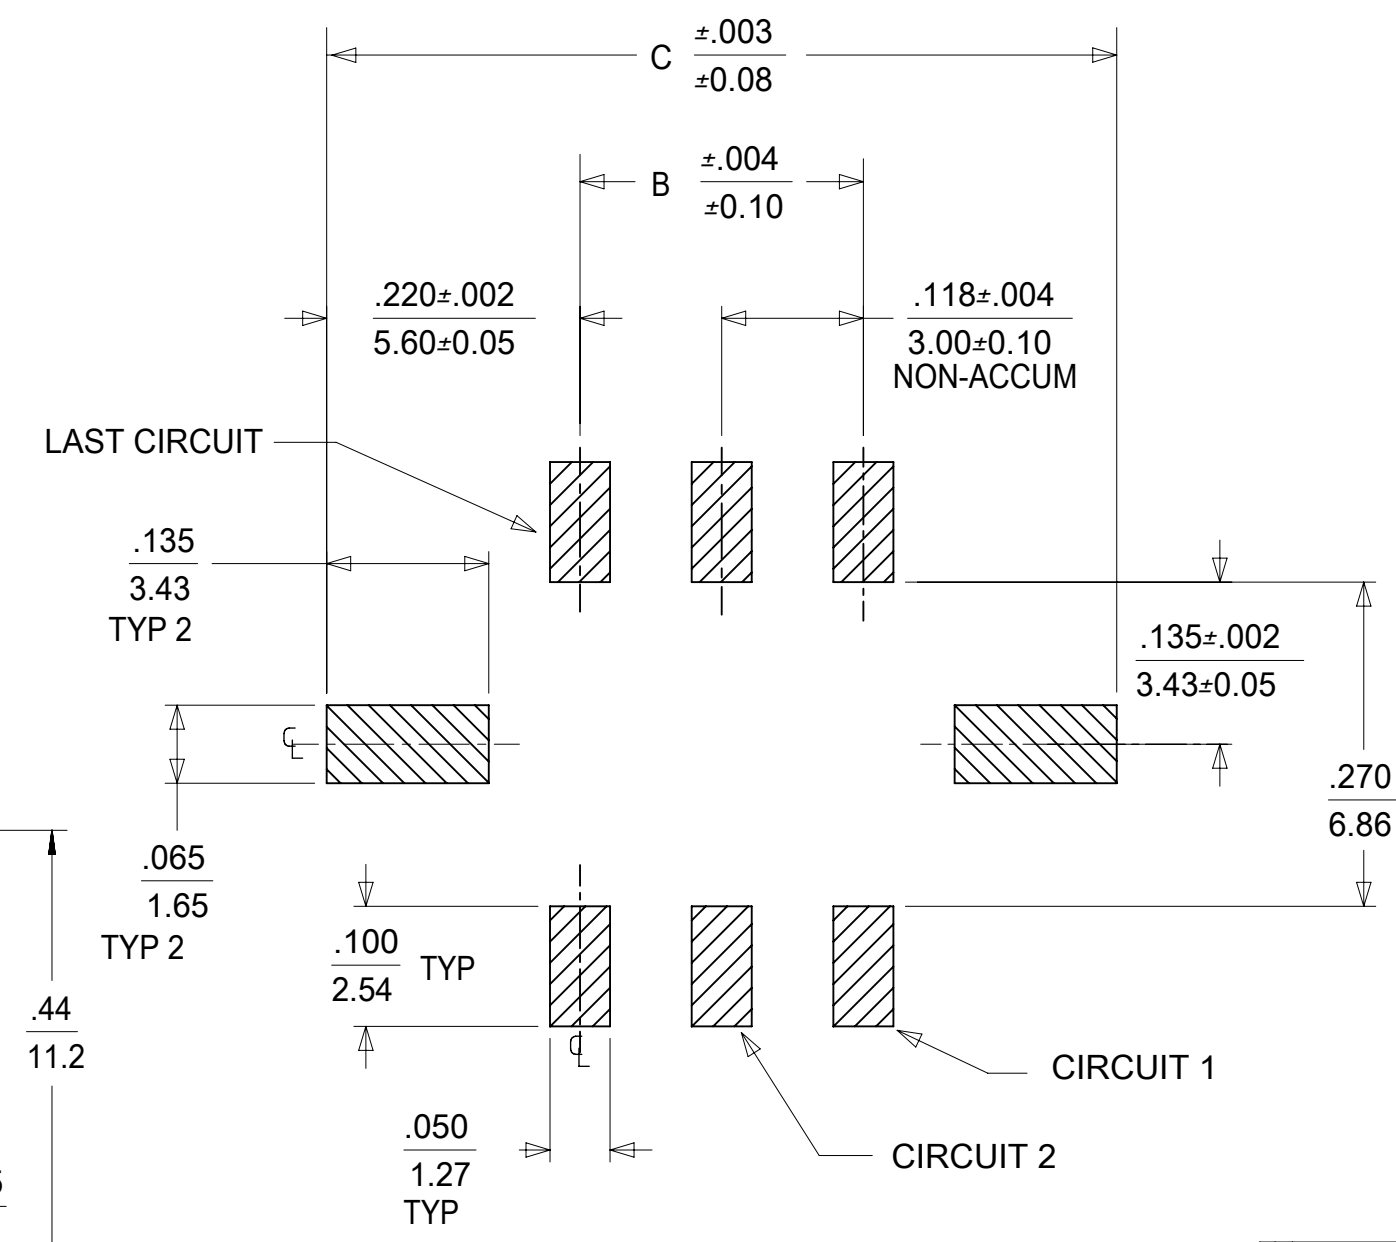 ±.003
C
±0.08
±.004
B
±0.10
.220±.002
5.60±0.05
.118±.004
3.00±0.10
NON-ACCUM
LAST CIRCUIT
.135
3.43
TYP 2
.135±.002
3.43±0.05
.270
6.86
.065
1.65
TYP 2
.100
2.54
TYP
.44
11.2
CIRCUIT 1
.050
1.27
TYP
CIRCUIT 2